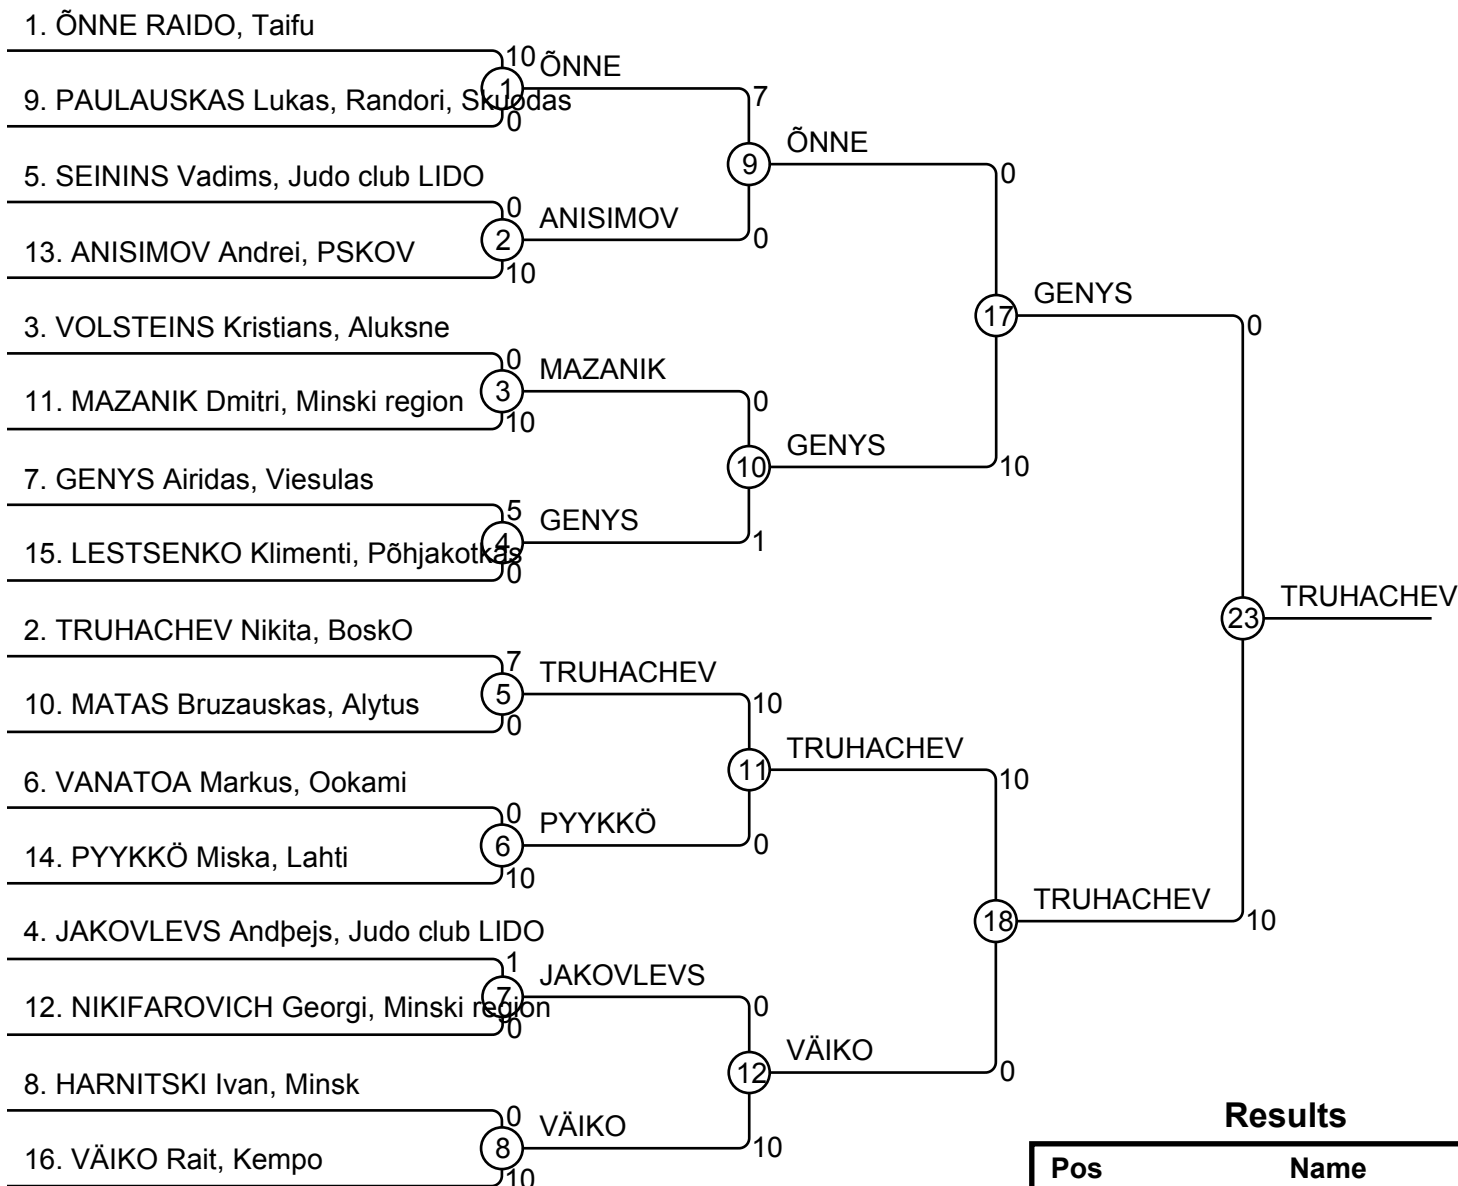 1. ÕNNE RAIDO, Taifu
10
1
ÕNNE
9. PAULAUSKAS Lukas, Randori, Skuodas
0
7
9
ÕNNE
5. SEININS Vadims, Judo club LIDO
0
2
ANISIMOV
0
13. ANISIMOV Andrei, PSKOV
10
0
17
GENYS
3. VOLSTEINS Kristians, Aluksne
0
3
MAZANIK
11. MAZANIK Dmitri, Minski region
10
0
10
GENYS
10
7. GENYS Airidas, Viesulas
5
4
GENYS
1
15. LESTSENKO Klimenti, Põhjakotkas
0
0
23
TRUHACHEV
2. TRUHACHEV Nikita, BoskO
7
5
TRUHACHEV
10. MATAS Bruzauskas, Alytus
0
10
11
TRUHACHEV
6. VANATOA Markus, Ookami
0
6
PYYKKÖ
0
14. PYYKKÖ Miska, Lahti
10
10
18
TRUHACHEV
10
4. JAKOVLEVS Andþejs, Judo club LIDO
1
7
JAKOVLEVS
12. NIKIFAROVICH Georgi, Minski region
0
0
12
VÄIKO
0
8. HARNITSKI Ivan, Minsk
0
8
VÄIKO
10
16. VÄIKO Rait, Kempo
10
Results
Pos Name